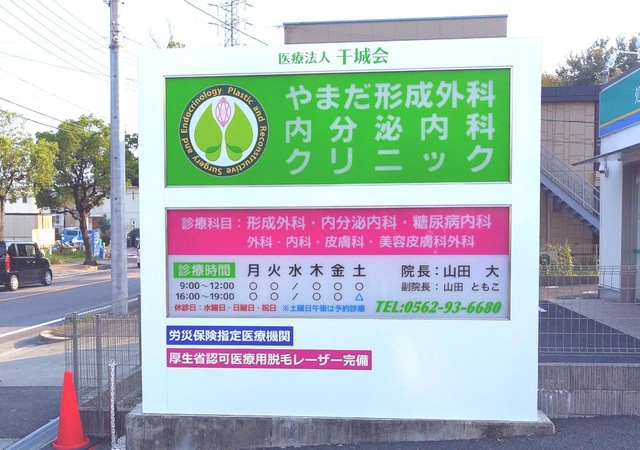 医療法人 干城会
Endocrinology Plastic and Reconstructive Surgery and
やまだ形成外科
内分泌内科
クリニック
診療科目：形成外科・内分泌内科・糖尿病内科
外科・内科・皮膚科・美容皮膚科外科
診療時間 月 火 水 木 金 土
9:00～12:00 ○ ○ / ○ ○ ○
16:00～19:00 ○ ○ / ○ ○ △
休診日：水曜日・日曜日・祝日 ※土曜日午後は予約診療
院長：山田 大
副院長：山田 ともこ
TEL:0562-93-6680
労災保険指定医療機関
厚生省認可医療用脱毛レーザー完備